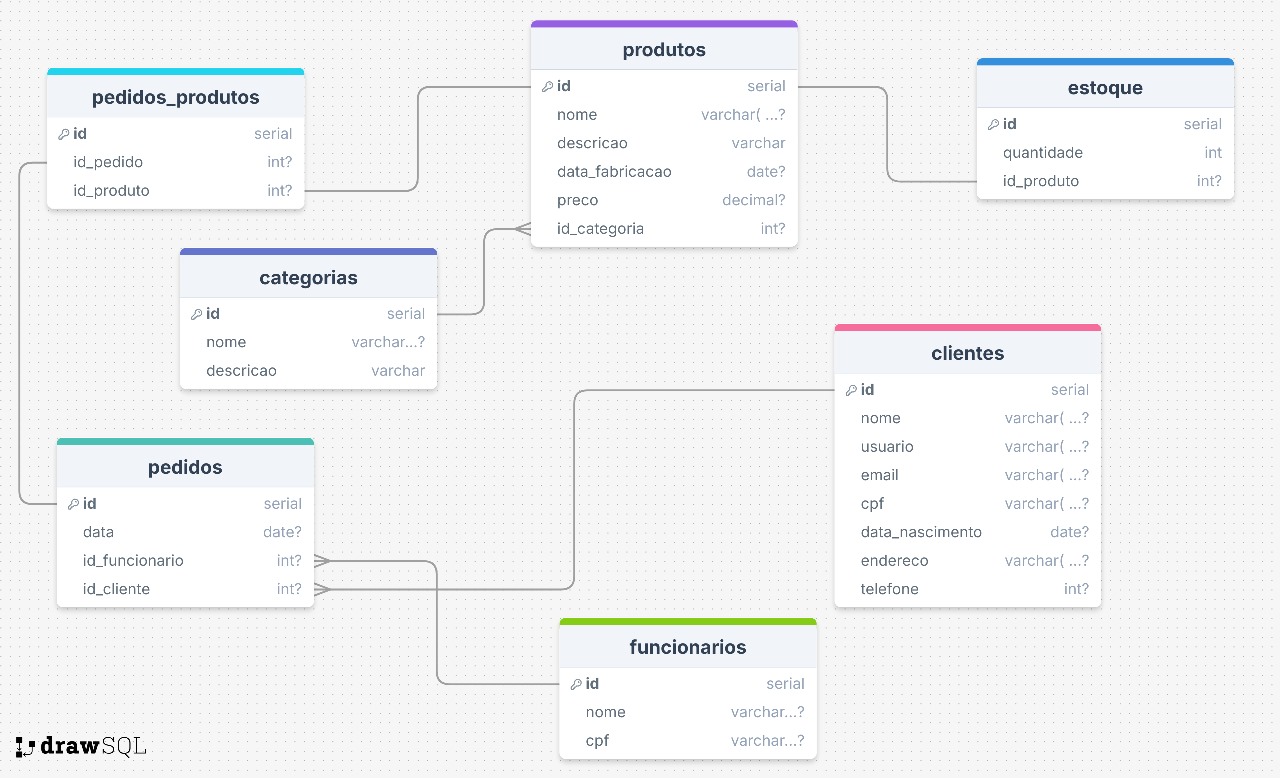 pedidos_produtos
id serial
id_pedido int?
id_produto int?
produtos
id serial
nome varchar( ...?
descricao varchar
data_fabricacao date?
preco decimal?
id_categoria int?
estoque
id serial
quantidade int
id_produto int?
categorias
id serial
nome varchar...?
descricao varchar
clientes
id serial
nome varchar( ...?
usuario varchar( ...?
email varchar( ...?
cpf varchar( ...?
data_nascimento date?
endereco varchar( ...?
telefone int?
pedidos
id serial
data date?
id_funcionario int?
id_cliente int?
funcionarios
id serial
nome varchar...?
cpf varchar...?
drawSQL